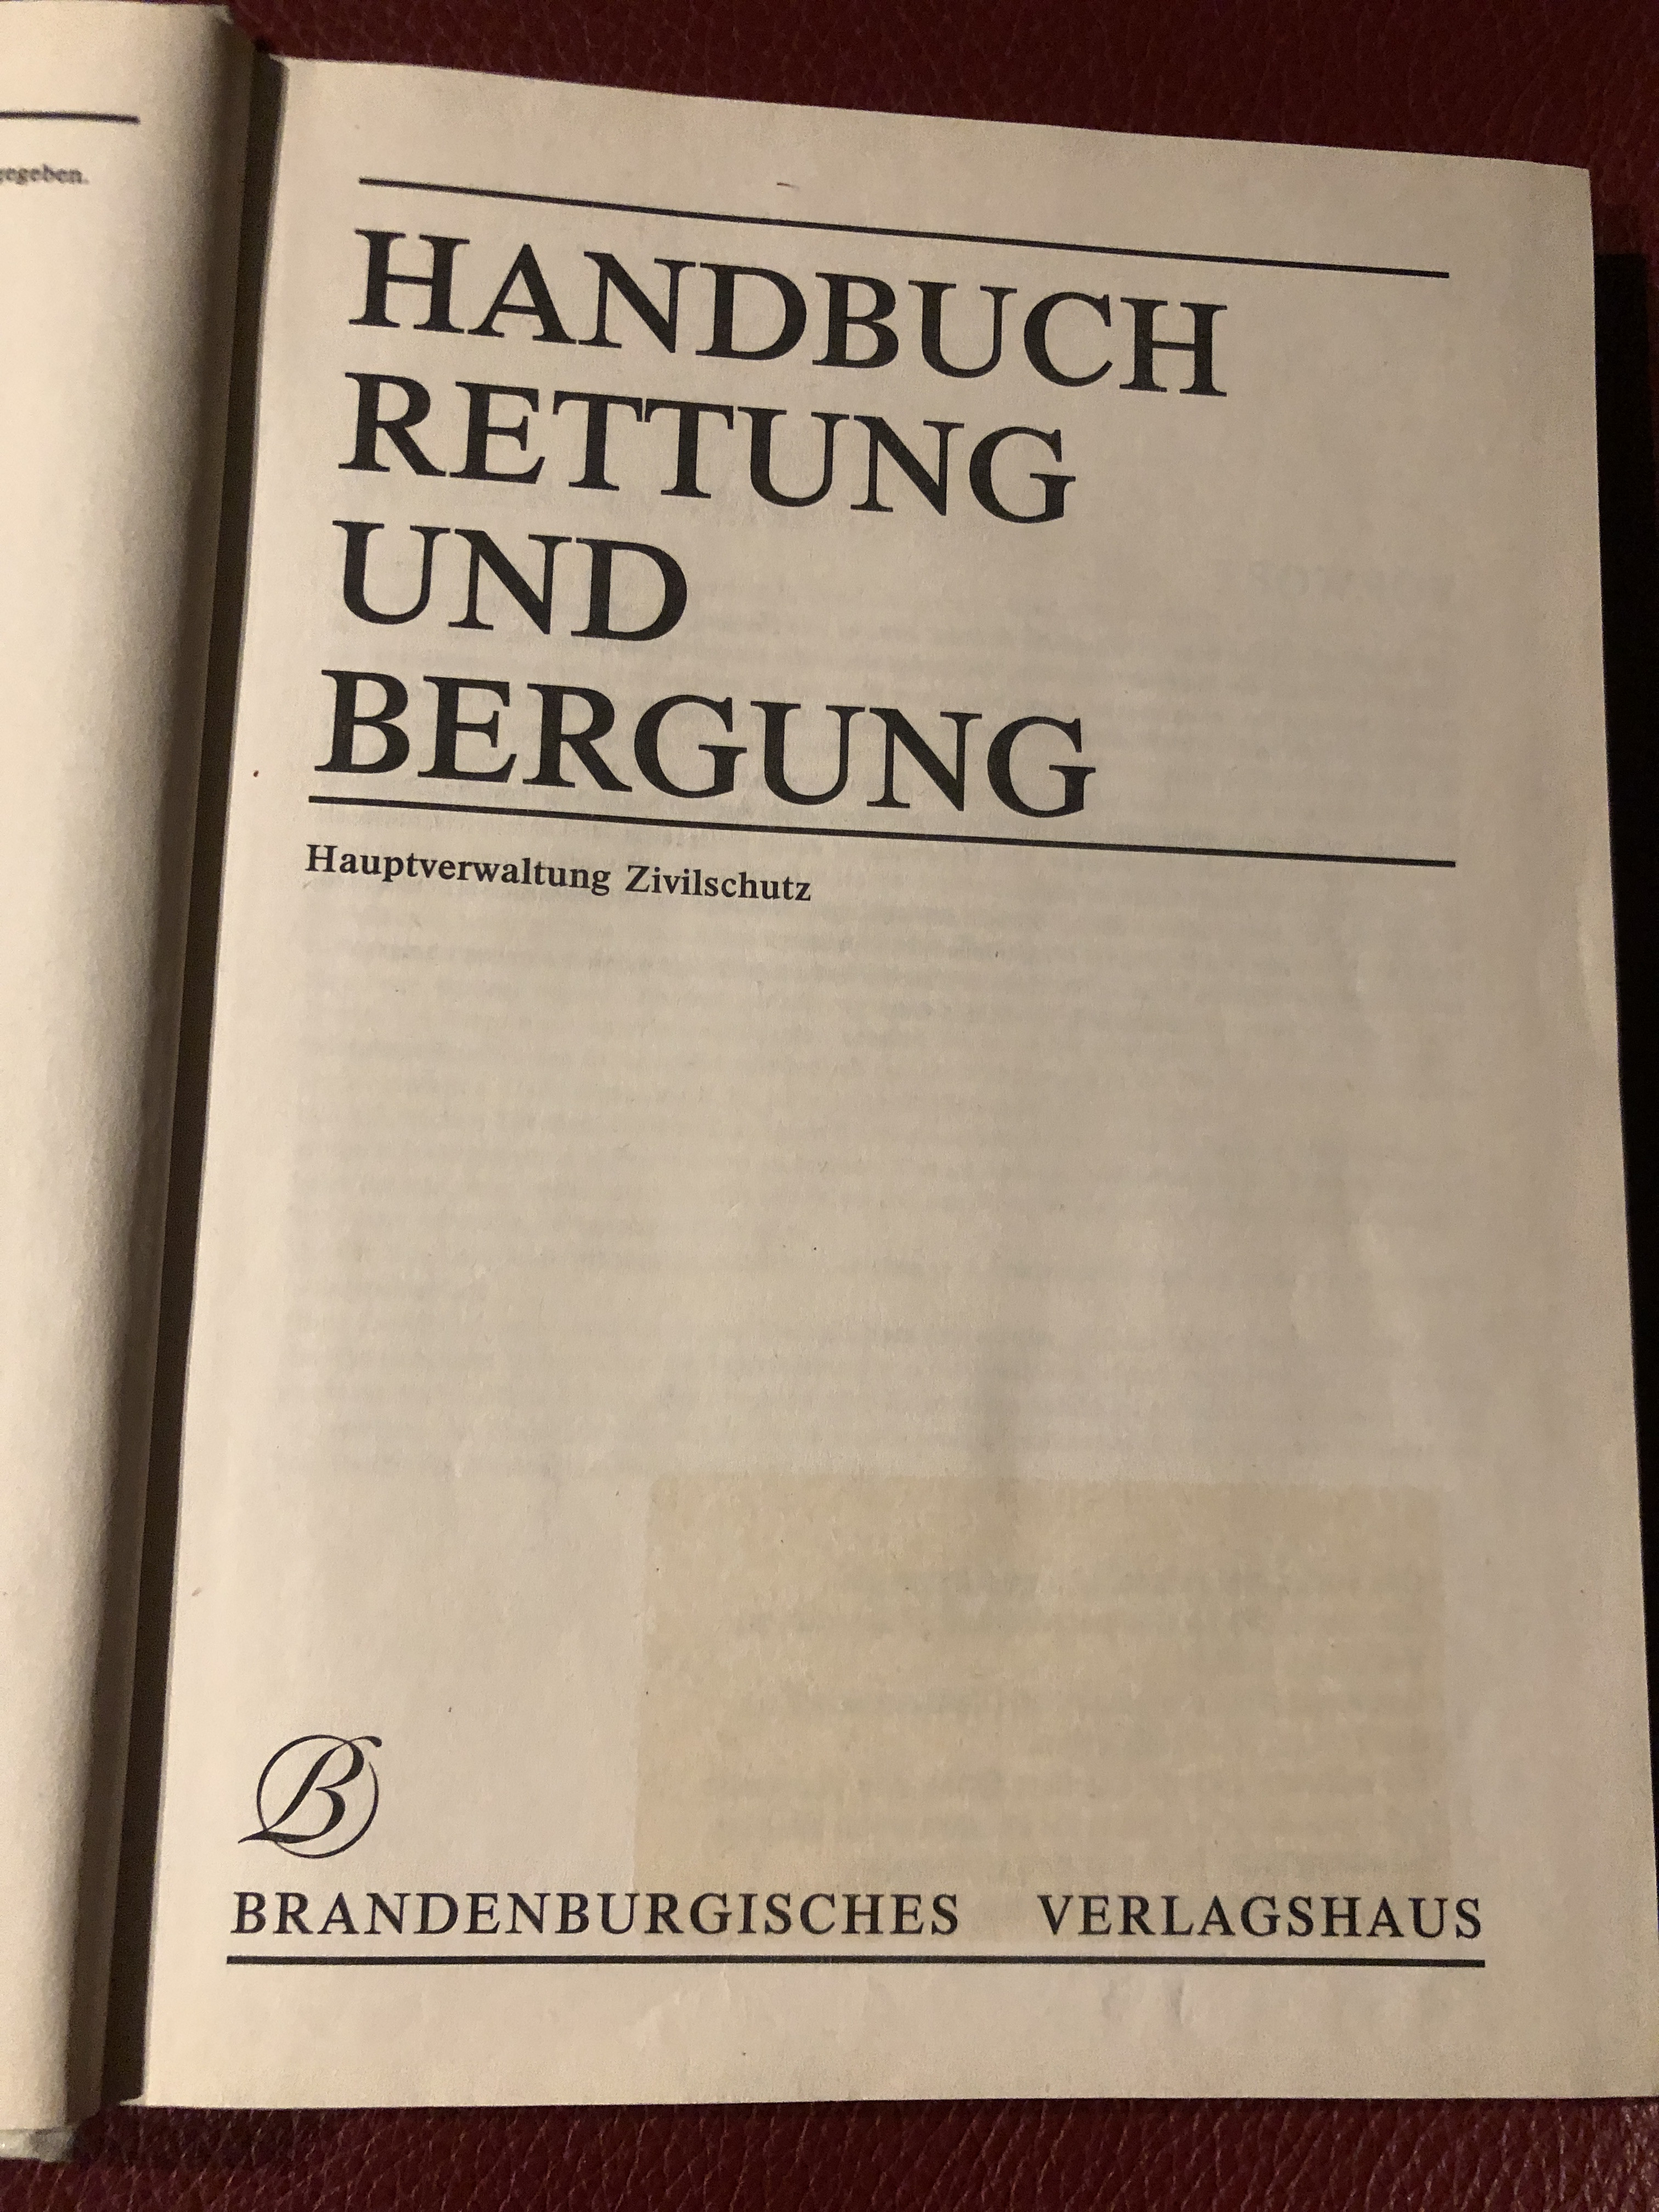 gegeben.
HANDBUCH
RETTUNG
UND
BERGUNG
Hauptverwaltung Zivilschutz
B
BRANDENBURGISCHES VERLAGSHAUS